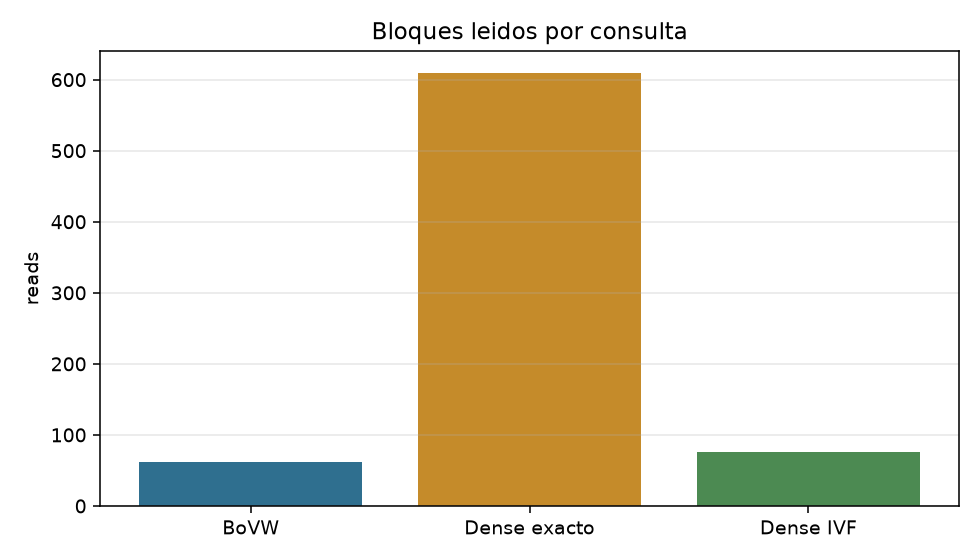 Bloques leidos por consulta
reads
600
500
400
300
200
100
0
BoVW
Dense exacto
Dense IVF